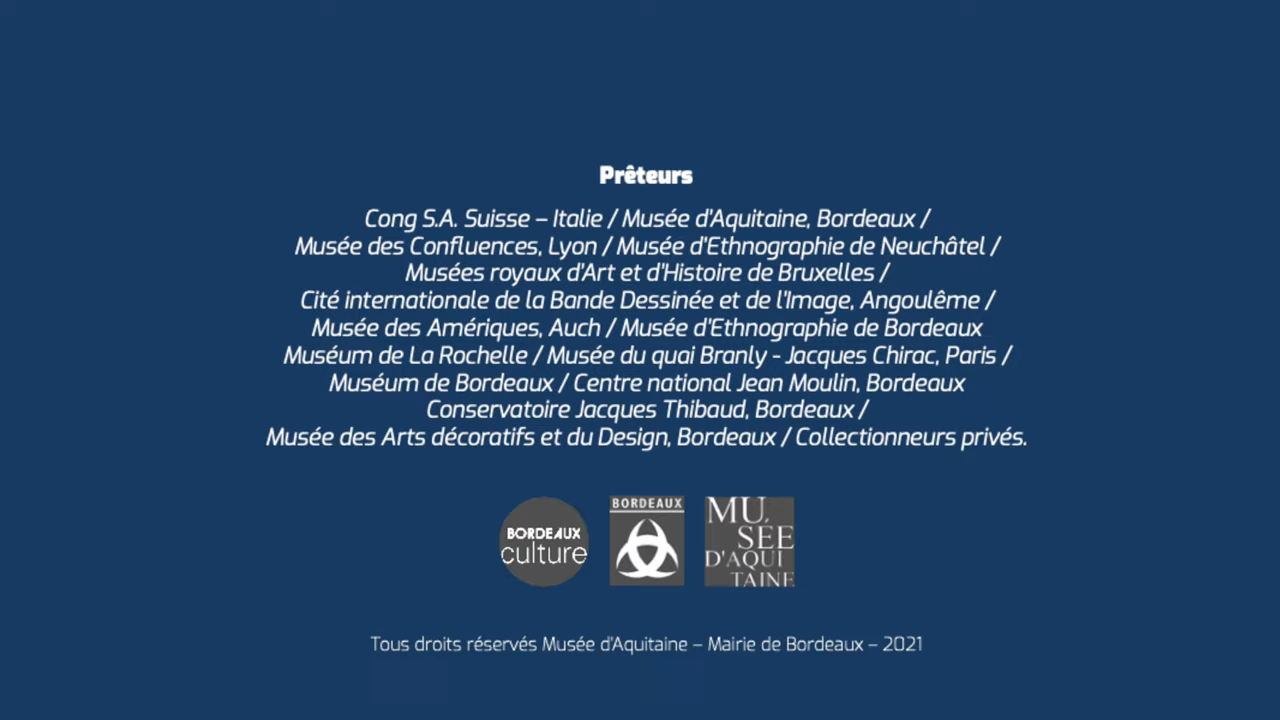 Prêteurs
Cong S.A. Suisse – Italie / Musée d'Aquitaine, Bordeaux /
Musée des Confluences, Lyon / Musée d'Ethnographie de Neuchâtel /
Musées royaux d'Art et d'Histoire de Bruxelles /
Cité internationale de la Bande Dessinée et de l'Image, Angoulême /
Musée des Amériques, Auch / Musée d'Ethnographie de Bordeaux
Muséum de La Rochelle / Musée du quai Branly - Jacques Chirac, Paris /
Muséum de Bordeaux / Centre national Jean Moulin, Bordeaux
Conservatoire Jacques Thibaud, Bordeaux /
Musée des Arts décoratifs et du Design, Bordeaux / Collectionneurs privés.
BORDEAUX
culture
BORDEAUX
MU,
SÉE
D'AQUI
TAINE
Tous droits réservés Musée d'Aquitaine – Mairie de Bordeaux – 2021